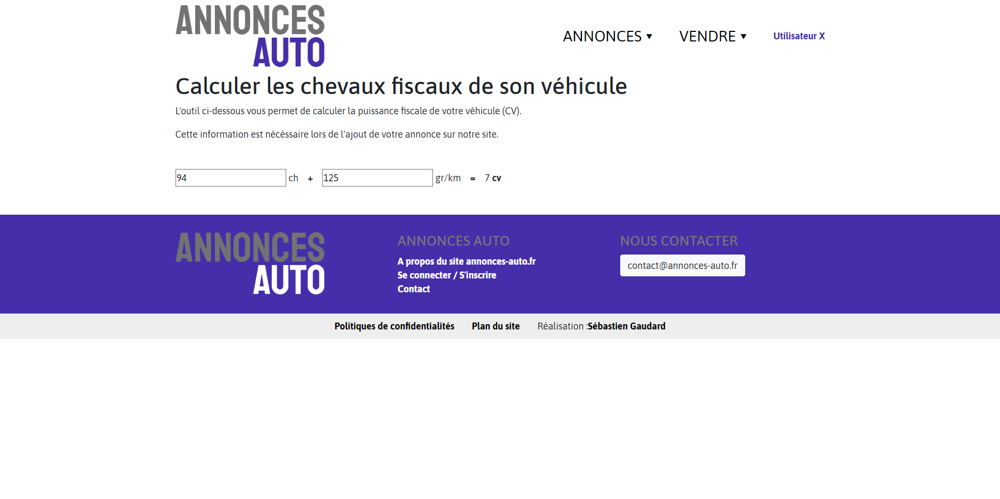 ANNONCES
AUTO
ANNONCES ▼ VENDRE ▼ Utilisateur X
Calculer les chevaux fiscaux de son véhicule
L'outil ci-dessous vous permet de calculer la puissance fiscale de votre véhicule (CV).
Cette information est nécéssaire lors de l'ajout de votre annonce sur notre site.
94 ch + 125 gr/km = 7 cv
ANNONCES
AUTO
ANNONCES AUTO
A propos du site annonces-auto.fr
Se connecter / S'inscrire
Contact
NOUS CONTACTER
contact@annonces-auto.fr
Politiques de confidentialités Plan du site Réalisation :Sébastien Gaudard